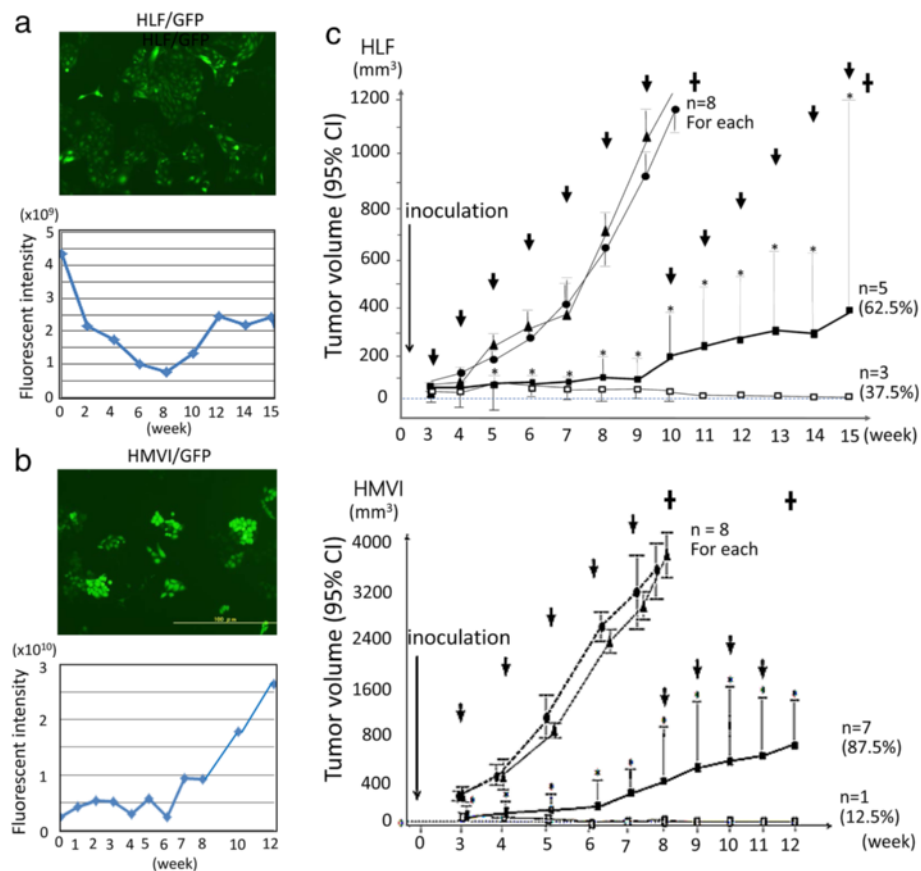 a
HLF/GFP
HLF/GFP
(x10⁹)
Fluorescent intensity
5
4
3
2
1
0
0 2 4 6 8 10 12 14 15
(week)
b
HMVI/GFP
100 μm
(x10¹⁰)
Fluorescent intensity
3
2
1
0
0 1 2 3 4 5 6 7 8 10 12
(week)
c
HLF
(mm³)
Tumor volume (95% CI)
1200
1000
800
600
400
200
0
inoculation
n=8
For each
n=5
(62.5%)
n=3
(37.5%)
0 3 4 5 6 7 8 9 10 11 12 13 14 15 (week)
HMVI
(mm³)
Tumor volume (95% CI)
4000
3200
2400
1600
800
400
0
inoculation
n = 8
For each
n=7
(87.5%)
n=1
(12.5%)
0 3 4 5 6 7 8 9 10 11 12 (week)